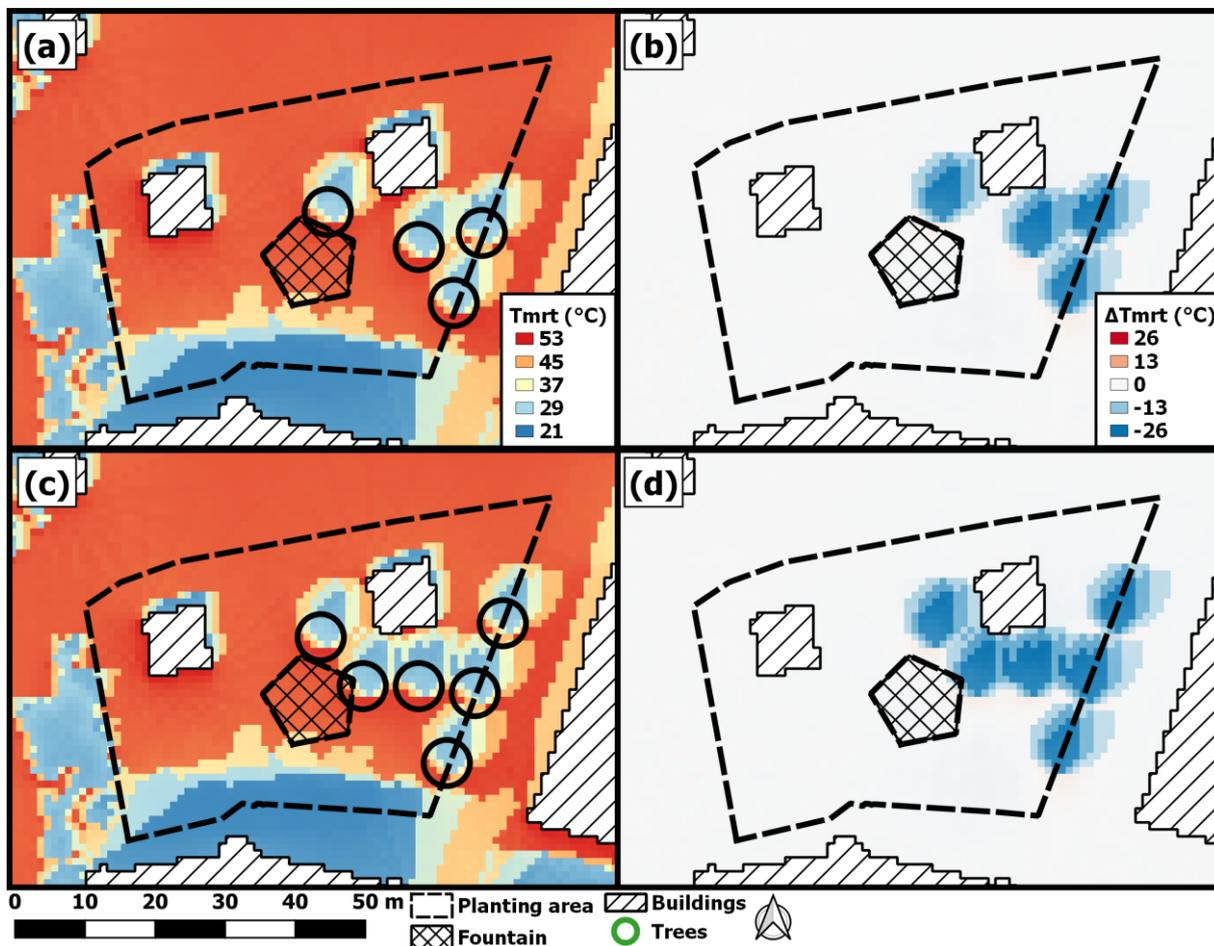 (a)
(b)
Tmrt (°C)
53
45
37
29
21
ΔTmrt (°C)
26
13
0
-13
-26
(c)
(d)
0 10 20 30 40 50 m
Planting area
Buildings
Fountain
Trees